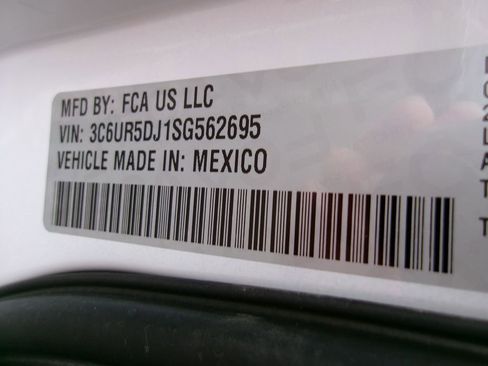 MFD BY: FCA US LLC
VIN: 3C6UR5DJ1SG562695
VEHICLE MADE IN: MEXICO